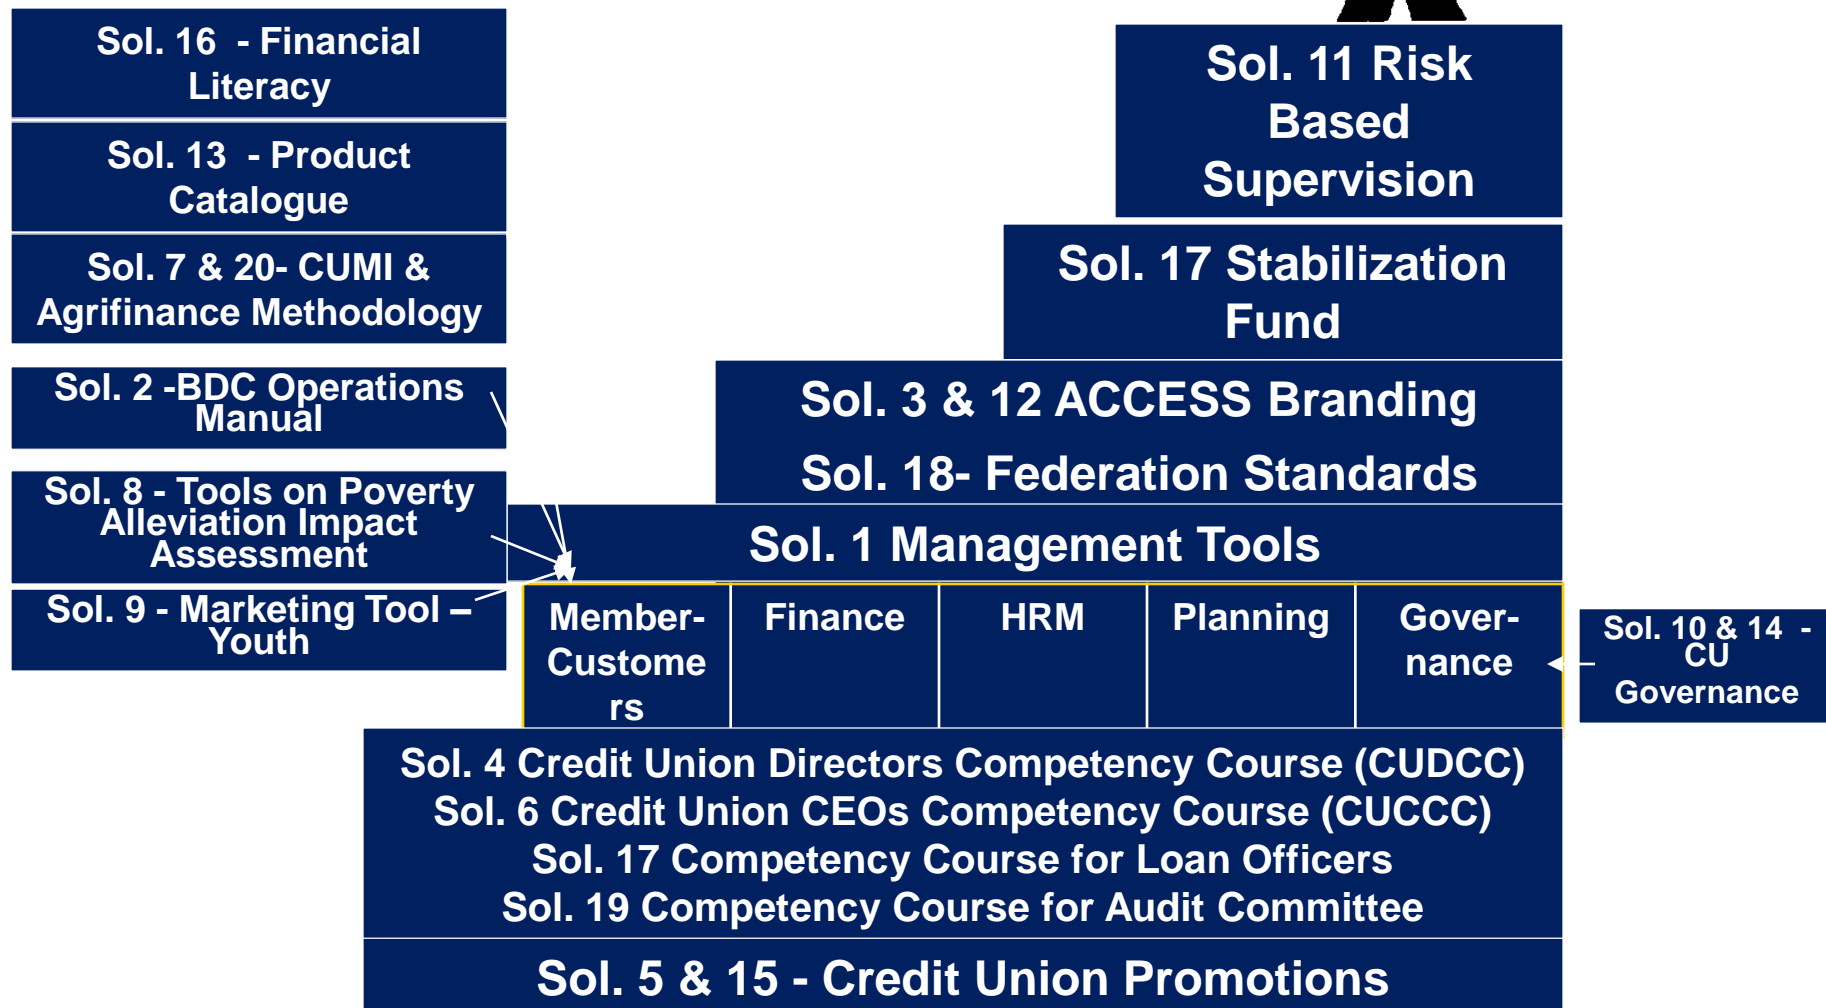 Sol. 16 - Financial
Literacy
Sol. 13 - Product
Catalogue
Sol. 7 & 20- CUMI &
Agrifinance Methodology
Sol. 2 -BDC Operations
Manual
Sol. 8 - Tools on Poverty
Alleviation Impact
Assessment
Sol. 9 - Marketing Tool –
Youth
Sol. 11 Risk
Based
Supervision
Sol. 17 Stabilization
Fund
Sol. 3 & 12 ACCESS Branding
Sol. 18- Federation Standards
Sol. 1 Management Tools
Member-
Custome
rs
Finance
HRM
Planning
Gover-
nance
Sol. 10 & 14 -
CU
Governance
Sol. 4 Credit Union Directors Competency Course (CUDCC)
Sol. 6 Credit Union CEOs Competency Course (CUCCC)
Sol. 17 Competency Course for Loan Officers
Sol. 19 Competency Course for Audit Committee
Sol. 5 & 15 - Credit Union Promotions